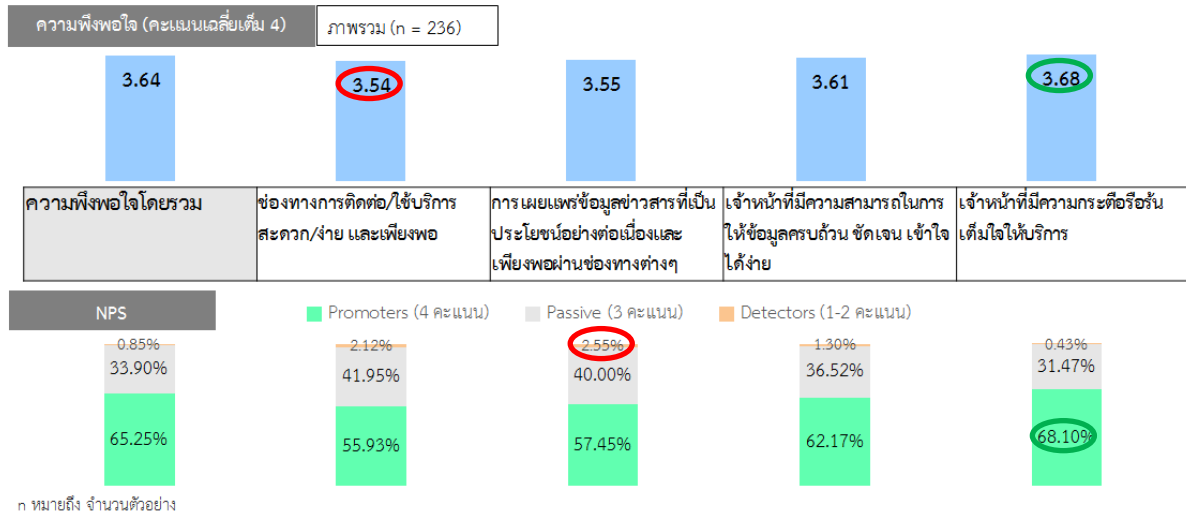 ความพึงพอใจ (คะแนนเฉลี่ยเต็ม 4)
ภาพรวม (n = 236)
3.64
3.54
3.55
3.61
3.68
ความพึงพอใจโดยรวม
ช่องทางการติดต่อ/ใช้บริการ
สะดวก/ง่าย และเพียงพอ
การเผยแพร่ข้อมูลข่าวสารที่เป็น
ประโยชน์อย่างต่อเนื่องและ
เพียงพอผ่านช่องทางต่างๆ
เจ้าหน้าที่มีความสามารถในการ
ให้ข้อมูลครบถ้วน ชัดเจน เข้าใจ
ได้ง่าย
เจ้าหน้าที่มีความกระตือรือร้น
เต็มใจให้บริการ
NPS
Promoters (4 คะแนน)
Passive (3 คะแนน)
Detectors (1-2 คะแนน)
0.85%
2.12%
2.55%
1.30%
0.43%
33.90%
41.95%
40.00%
36.52%
31.47%
65.25%
55.93%
57.45%
62.17%
68.10%
n หมายถึง จำนวนตัวอย่าง